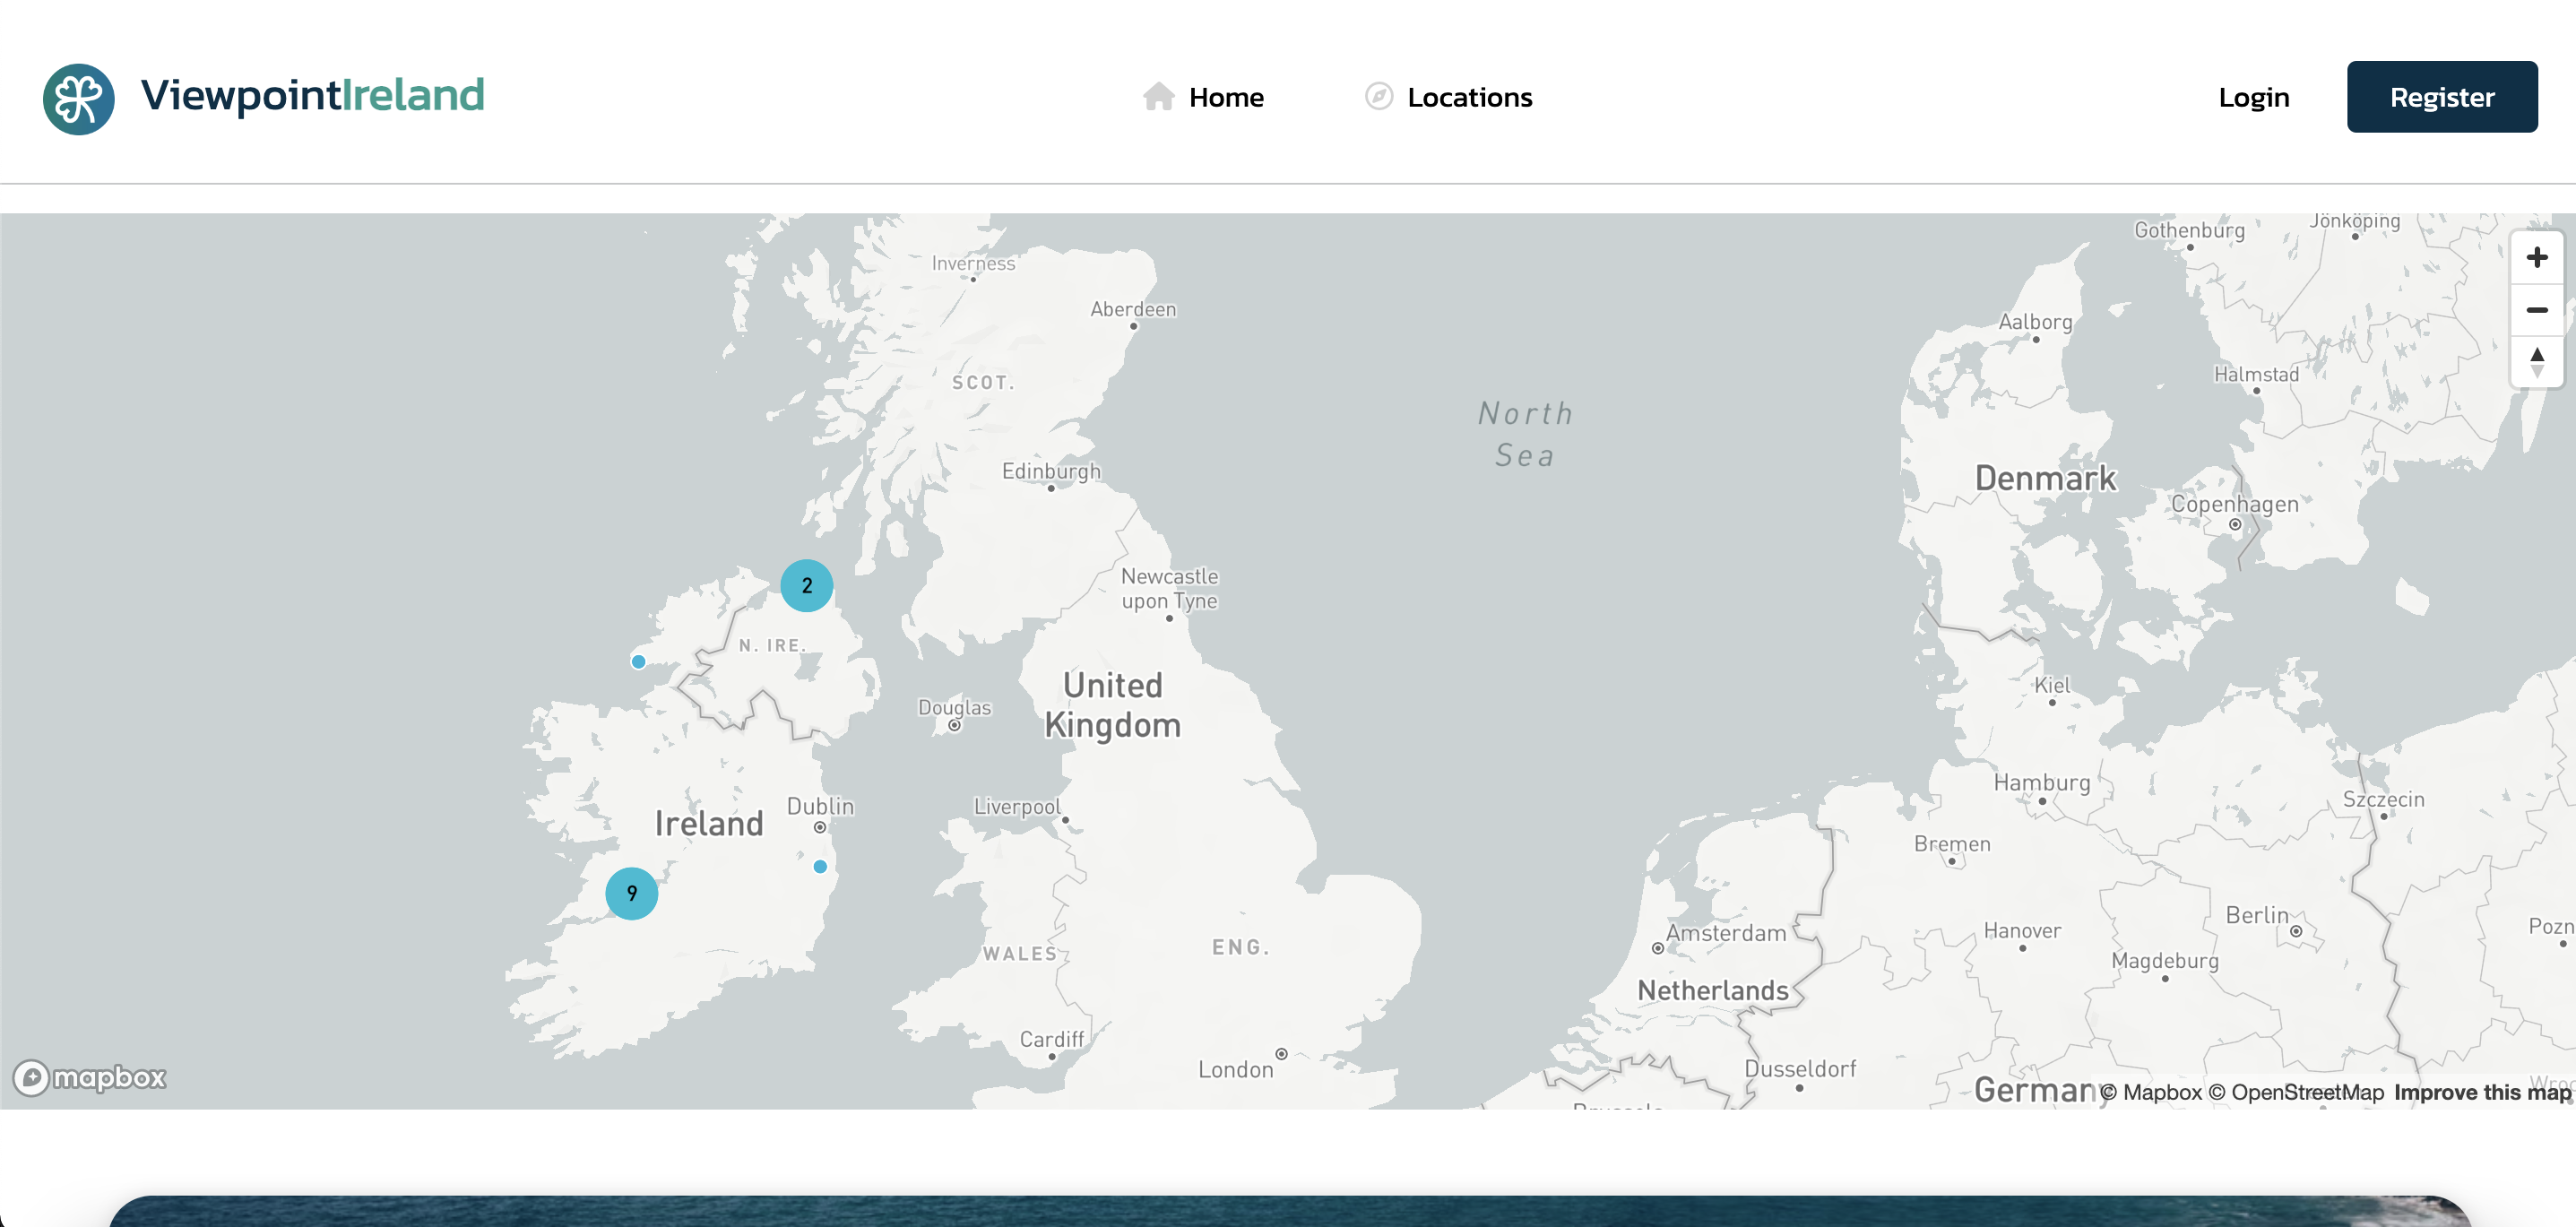 ViewpointIreland
Home
Locations
Login
Register
Jönköping
Gothenburg
Inverness
Aberdeen
Aalborg
Halmstad
SCOT.
North
Sea
Edinburgh
Denmark
Copenhagen
2
Newcastle
upon Tyne
N. IRE.
United
Kingdom
Kiel
Douglas
Hamburg
Szczecin
Liverpool
Dublin
Ireland
Bremen
9
Berlin
Pozn
Hanover
Amsterdam
ENG.
WALES
Magdeburg
Netherlands
Cardiff
London
Dusseldorf
mapbox
Germany
© Mapbox © OpenStreetMap Improve this map